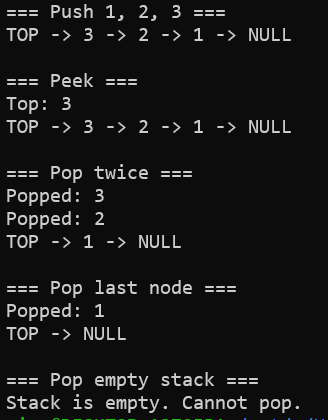 === Push 1, 2, 3 ===
TOP -> 3 -> 2 -> 1 -> NULL
=== Peek ===
Top: 3
TOP -> 3 -> 2 -> 1 -> NULL
=== Pop twice ===
Popped: 3
Popped: 2
TOP -> 1 -> NULL
=== Pop last node ===
Popped: 1
TOP -> NULL
=== Pop empty stack ===
Stack is empty. Cannot pop.